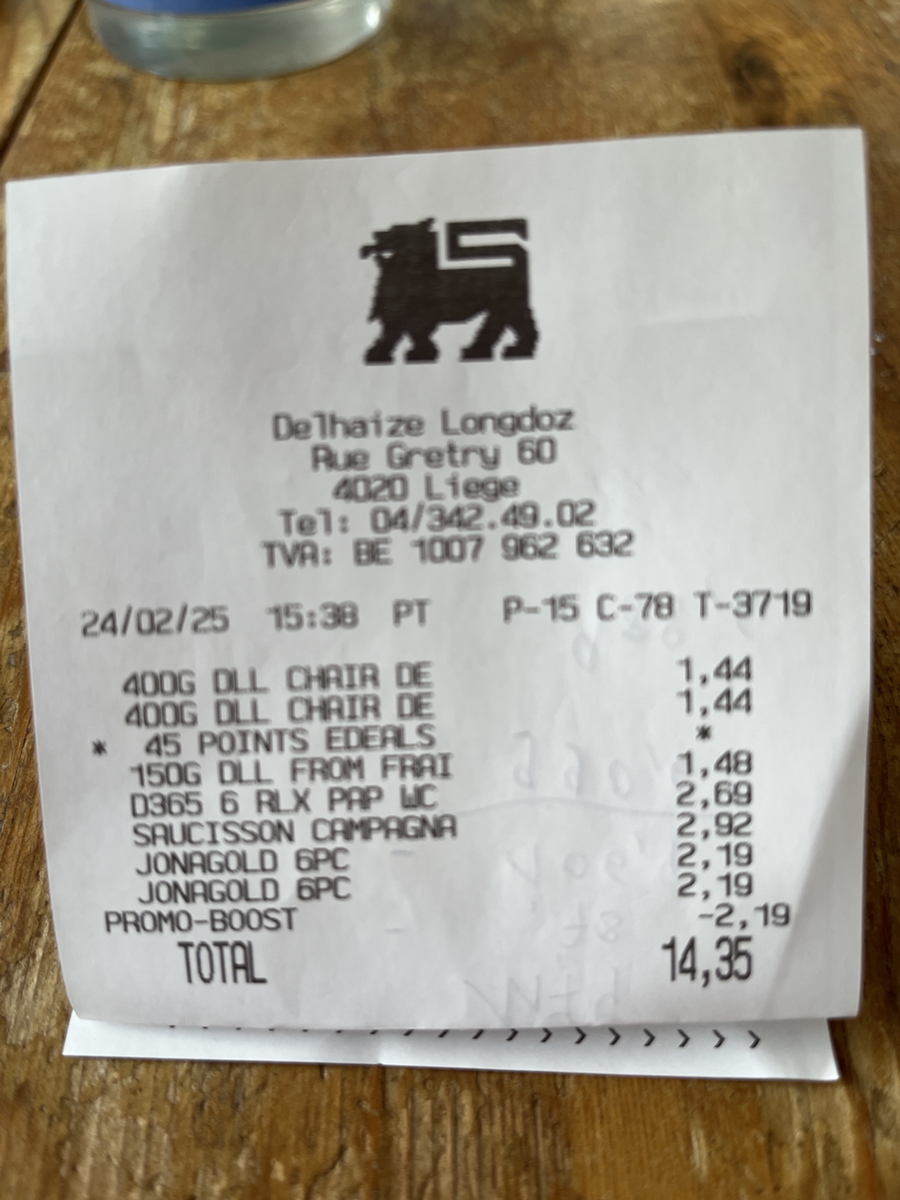 Delhaize Longdoz
Rue Gretry 60
4020 Liege
Tel: 04/342.49.02
TVA: BE 1007 962 632
24/02/25 15:38 PT P-15 C-78 T-3719
400G DLL CHAIR DE 1,44
400G DLL CHAIR DE 1,44
* 45 POINTS EDEALS *
150G DLL FROM FRAI 1,48
D365 6 RLX PAP WC 2,69
SAUCISSON CAMPAGNA 2,92
JONAGOLD 6PC 2,19
JONAGOLD 6PC 2,19
PROMO-BOOST -2,19
TOTAL 14,35